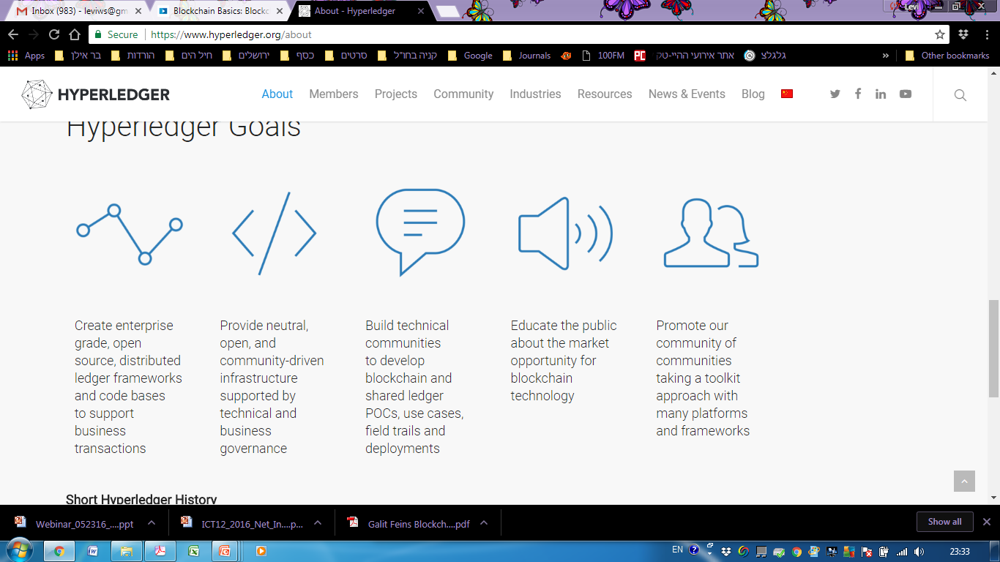 Inbox (983) - leviws@gm
Blockchain Basics: Blockc
About - Hyperledger
Levi
Secure
https://www.hyperledger.org/about
Apps
בר אילן
הורדות
חיל הים
ירושלים
כסף
סרטים
קניה בחו"ל
Google
Journals
100FM
PC
אתר אירועי ההיי-טק
גלגלצ
»
Other bookmarks
HYPERLEDGER
About
Members
Projects
Community
Industries
Resources
News & Events
Blog
Hyperledger Goals
Create enterprise
grade, open
source, distributed
ledger frameworks
and code bases
to support
business
transactions
Provide neutral,
open, and
community-driven
infrastructure
supported by
technical and
business
governance
Build technical
communities
to develop
blockchain and
shared ledger
POCs, use cases,
field trails and
deployments
Educate the public
about the market
opportunity for
blockchain
technology
Promote our
community of
communities
taking a toolkit
approach with
many platforms
and frameworks
Short Hyperledger History
Webinar_052316_....ppt
ICT12_2016_Net_In....p...
Galit Feins Blockch....pdf
Show all
EN
23:33